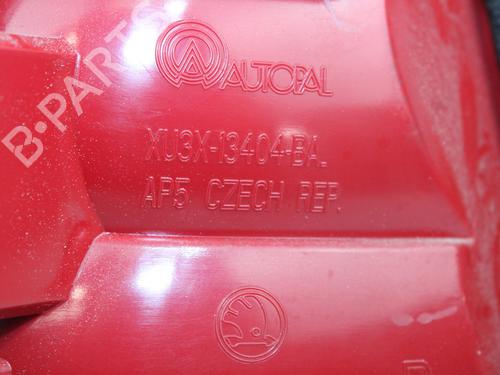 AUTOPAL
XU3X-13404-BA.
AP5 CZECH REP.
B-PARTS